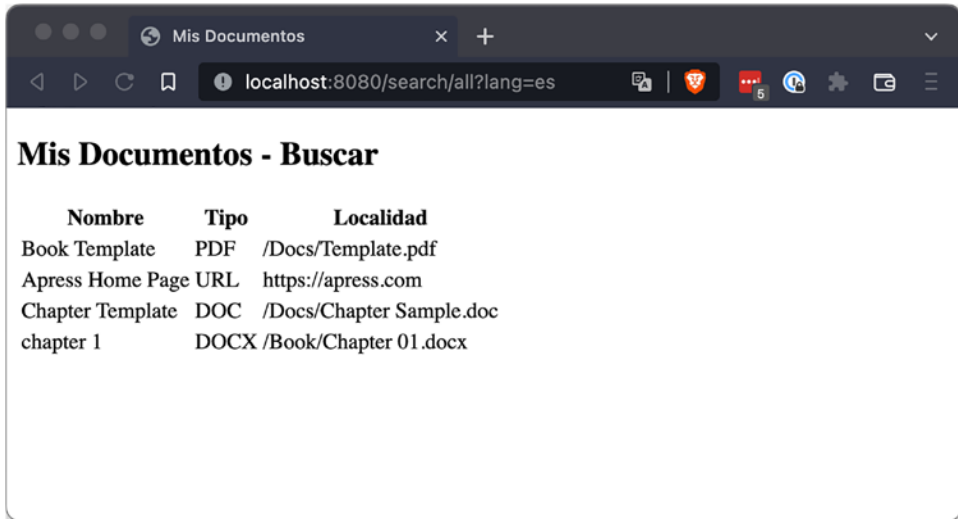 Mis Documentos
localhost:8080/search/all?lang=es
5
Mis Documentos - Buscar
Nombre Tipo Localidad
Book Template PDF /Docs/Template.pdf
Apress Home Page URL https://apress.com
Chapter Template DOC /Docs/Chapter Sample.doc
chapter 1 DOCX /Book/Chapter 01.docx